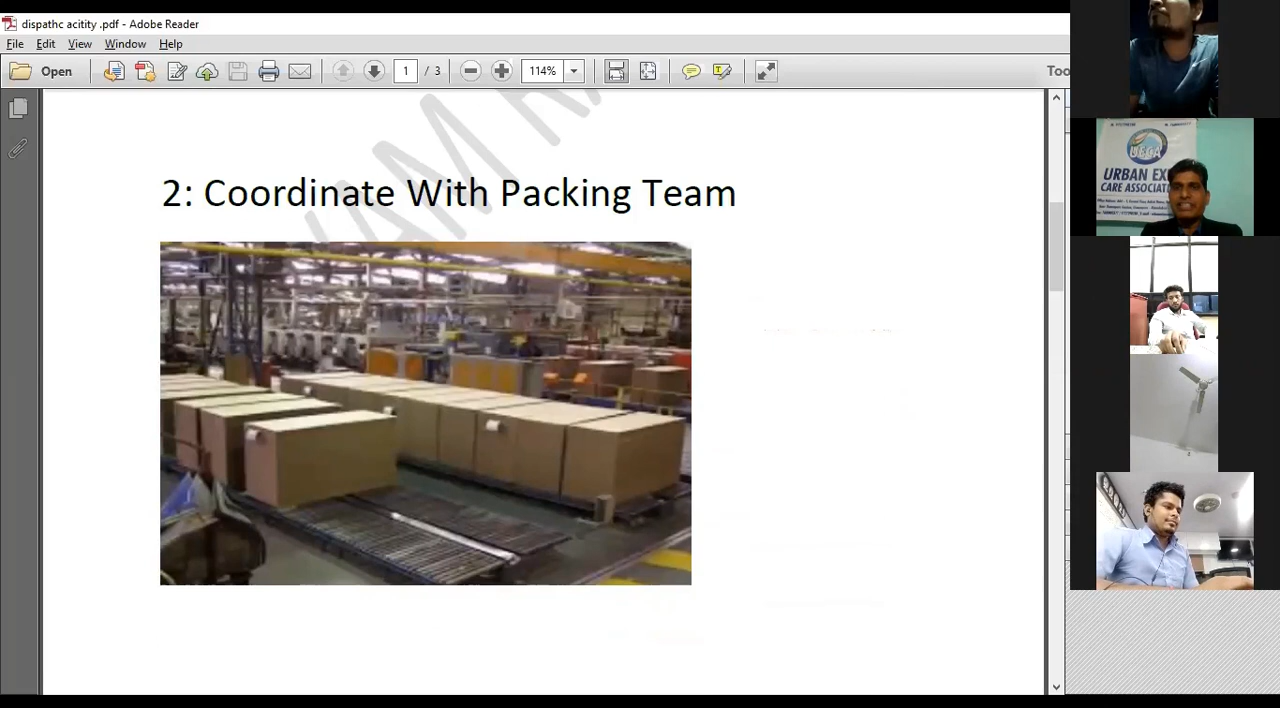 dispathc acitity .pdf - Adobe Reader
File Edit View Window Help
Open
1 / 3
114%
Too
2: Coordinate With Packing Team
UECA
URBAN EX
CARE ASSOCIAT